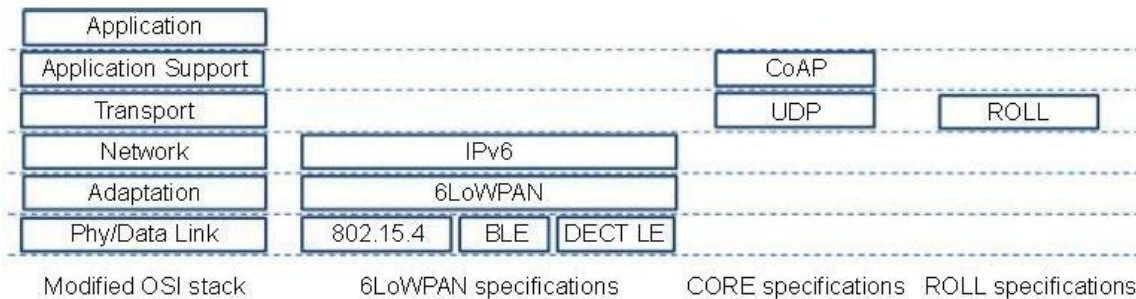 Application
Application Support CoAP
Transport UDP ROLL
Network IPv6
Adaptation 6LoWPAN
Phy/Data Link 802.15.4 BLE DECT LE
Modified OSI stack 6LoWPAN specifications CORE specifications ROLL specifications